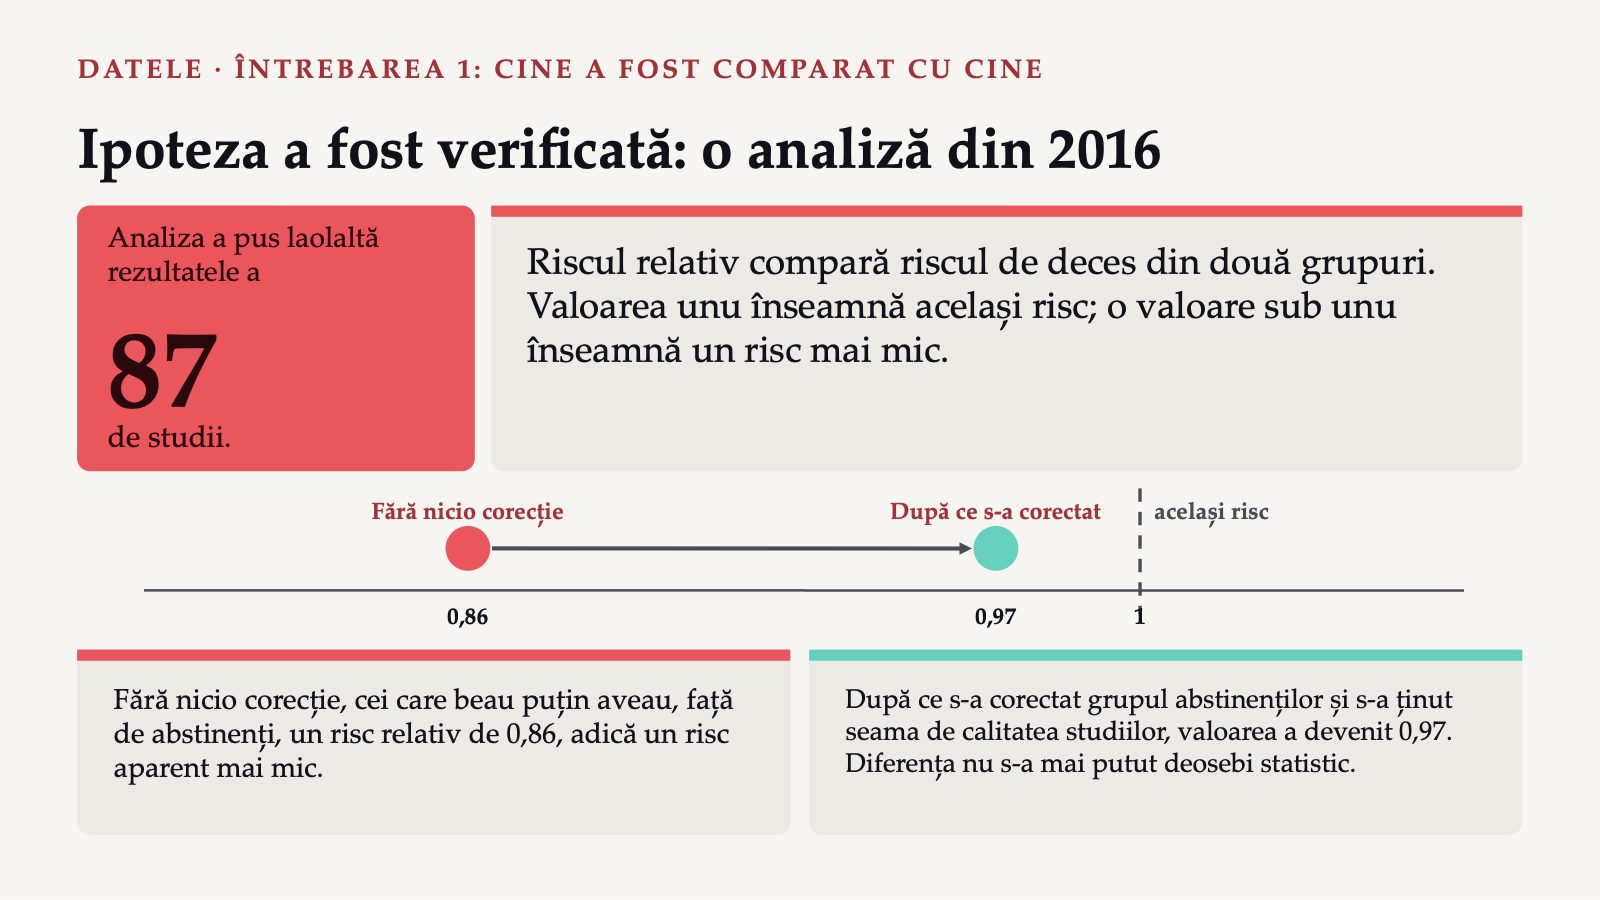 DATELE · ÎNTREBAREA 1: CINE A FOST COMPARAT CU CINE
Ipoteza a fost verificată: o analiză din 2016
Analiza a pus laolaltă
rezultatele a
87
de studii.
Riscul relativ compară riscul de deces din două grupuri.
Valoarea unu înseamnă același risc; o valoare sub unu
înseamnă un risc mai mic.
Fără nicio corecție
După ce s-a corectat
același risc
0,86
0,97
1
Fără nicio corecție, cei care beau puțin aveau, față
de abstinenți, un risc relativ de 0,86, adică un risc
aparent mai mic.
După ce s-a corectat grupul abstinenților și s-a ținut
seama de calitatea studiilor, valoarea a devenit 0,97.
Diferența nu s-a mai putut deosebi statistic.